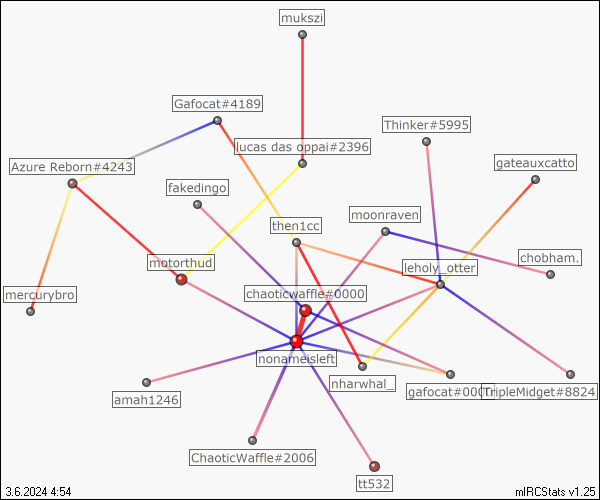 mukszi
Gafocat#4189
Thinker#5995
lucas das oppai#2396
Azure Reborn#4243
gateauxcatto
fakedingo
moonraven
then1cc
motorthud
leholy_otter
chobham.
mercurybro
chaoticwaffle#0000
nonameisleft
nharwhal_
amah1246
gafocat#000
TripleMidget#8824
ChaoticWaffle#2006
tt532
3.6.2024 4:54
mIRCStats v1.25